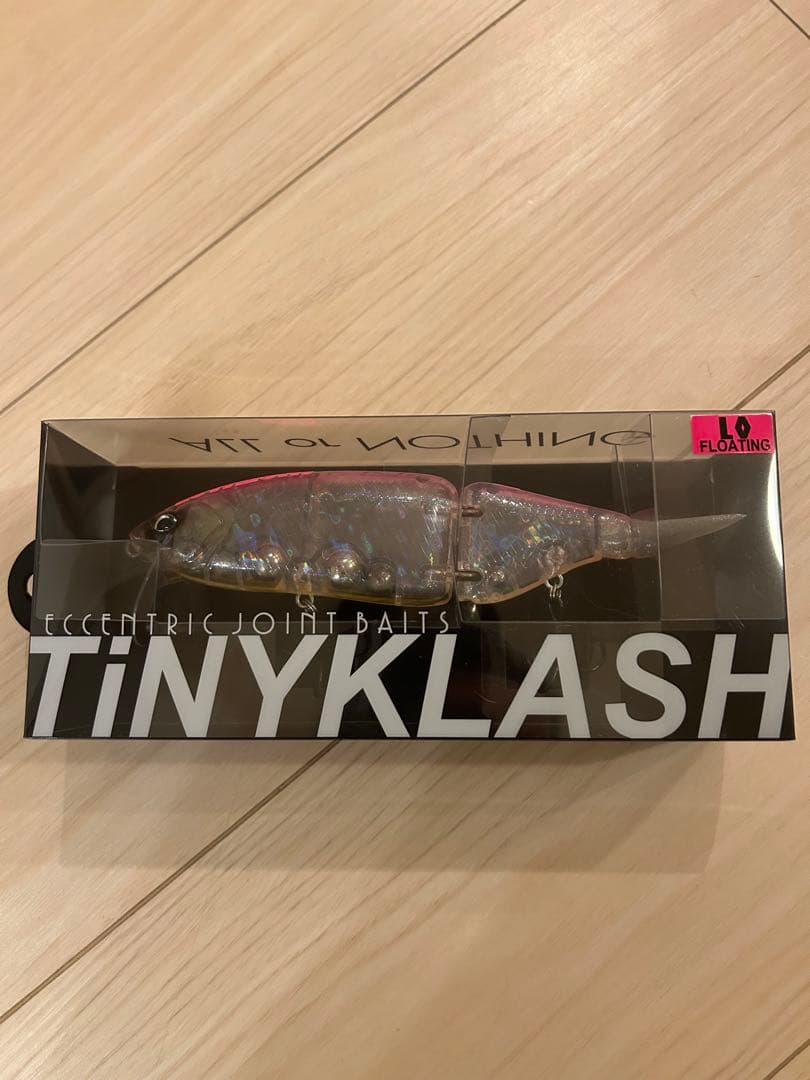 ALL or NOTHING
LO
FLOATING
ECCENTRIC JOINT BAITS
TiNYKLASH